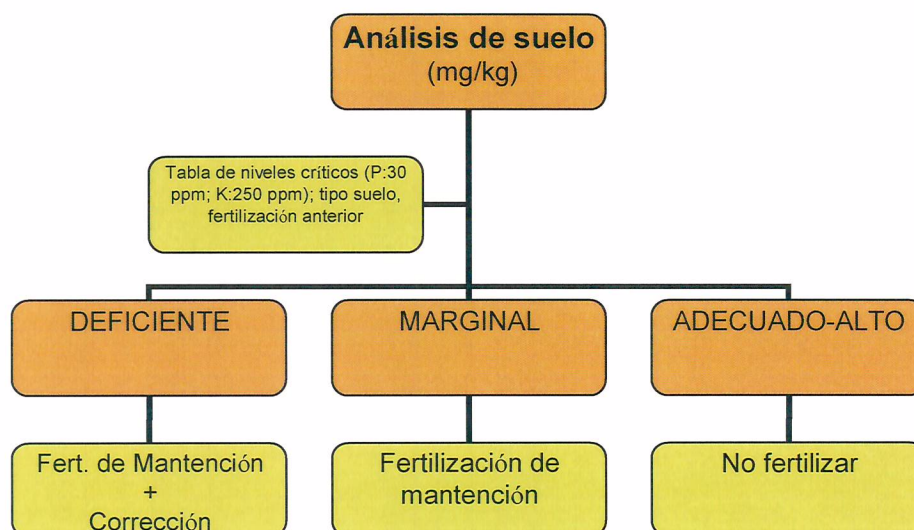 Análisis de suelo
(mg/kg)
Tabla de niveles críticos (P:30
ppm; K:250 ppm); tipo suelo,
fertilización anterior
DEFICIENTE
MARGINAL
ADECUADO-ALTO
Fert. de Mantención
+
Corrección
Fertilización de
mantención
No fertilizar